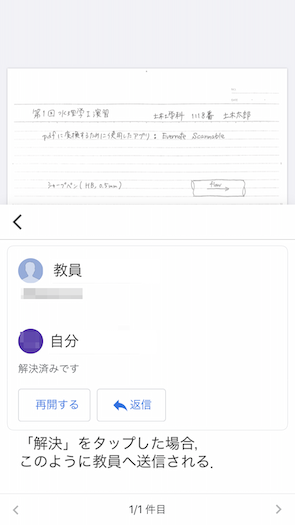 第1回 水理学I 演習 土木工学科 1118番 土木太郎
pdfに変換するために使用したアプリ: Evernote Scannable
シャープペン(HB, 0.5mm)
flow
教員
自分
解決済みです
再開する 返信
「解決」をタップした場合,
このように教員へ送信される.
1/1 件目